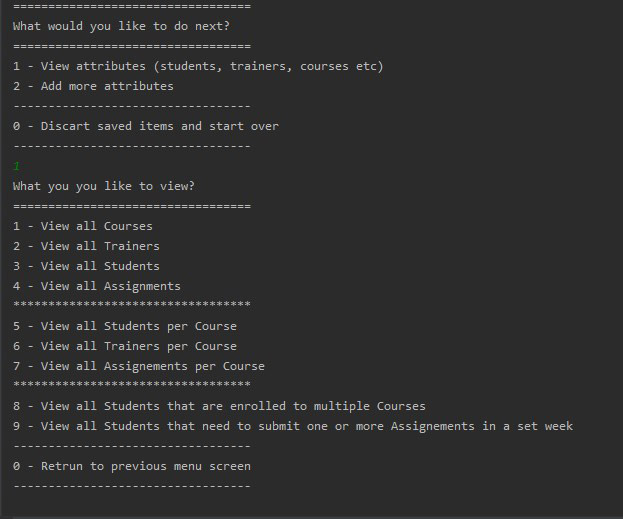 ==================================
What would you like to do next?
==================================
1 - View attributes (students, trainers, courses etc)
2 - Add more attributes
----------------------------------
0 - Discart saved items and start over
----------------------------------
1
What you you like to view?
==================================
1 - View all Courses
2 - View all Trainers
3 - View all Students
4 - View all Assignments
**********************************
5 - View all Students per Course
6 - View all Trainers per Course
7 - View all Assignements per Course
**********************************
8 - View all Students that are enrolled to multiple Courses
9 - View all Students that need to submit one or more Assignements in a set week
----------------------------------
0 - Retrun to previous menu screen
----------------------------------